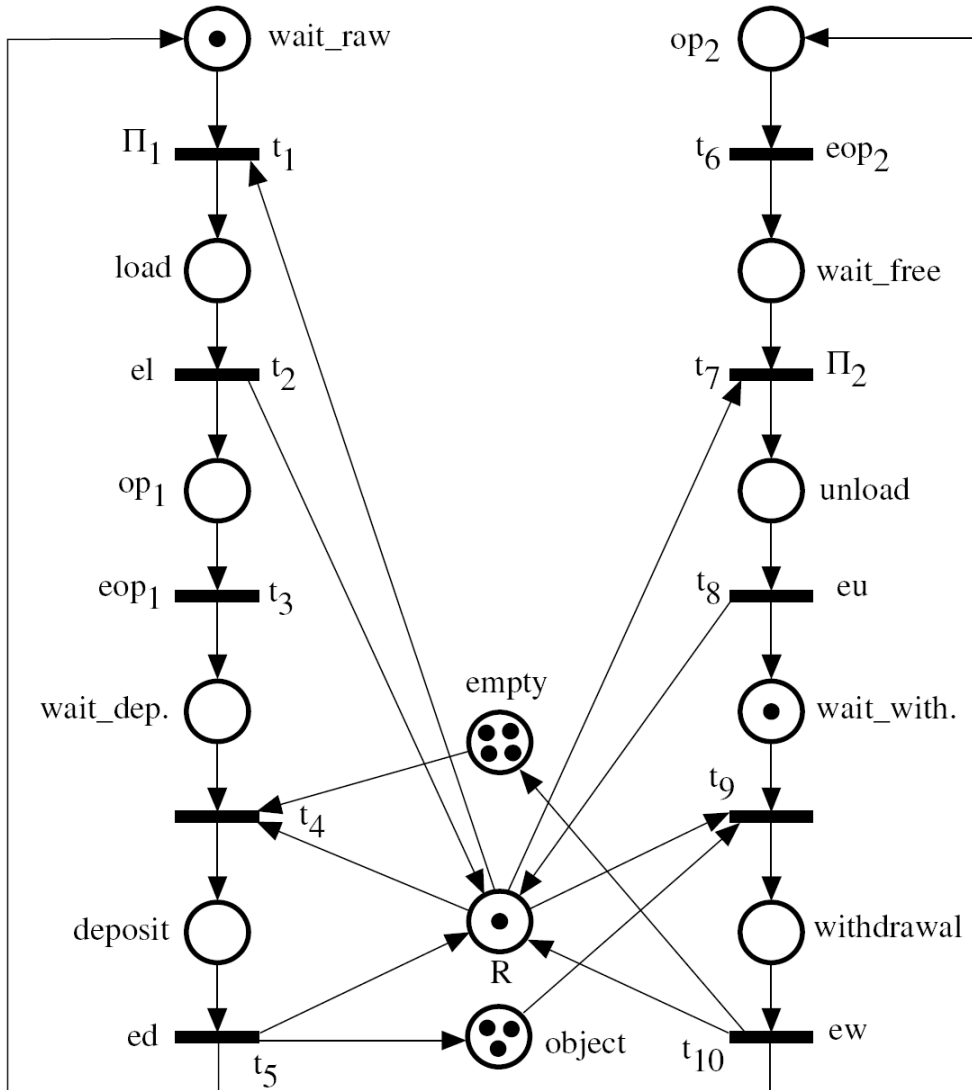 wait_raw
op2
Π1 t1
t6 eop2
load
wait_free
el t2
t7 Π2
op1
unload
eop1 t3
t8 eu
wait_dep.
empty
wait_with.
t4
t9
deposit
R
withdrawal
ed t5
object
t10 ew